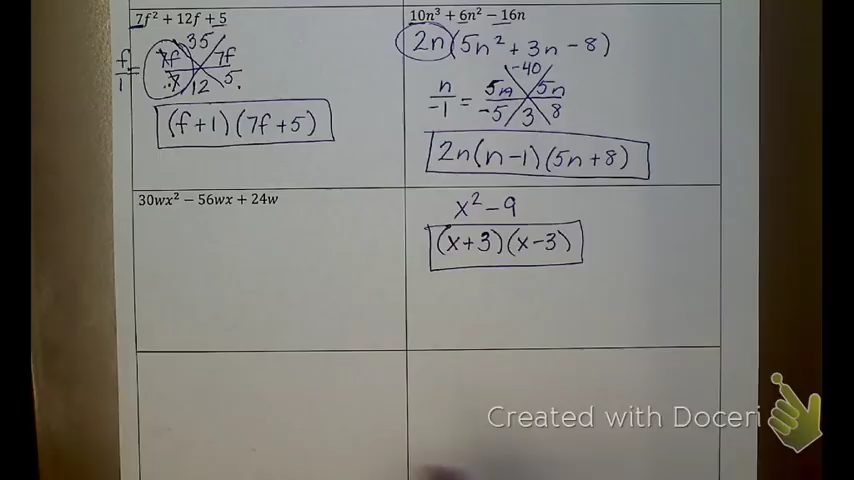 7f² + 12f + 5
35
f 7f 7f
1 = 7 12 5
(f+1)(7f+5)
10n³ + 6n² − 16n
2n(5n² + 3n − 8)
-40
n 5n 5n
-1 = -5 3 8
2n(n-1)(5n+8)
30wx² − 56wx + 24w
x² - 9
(x+3)(x-3)
Created with Doceri